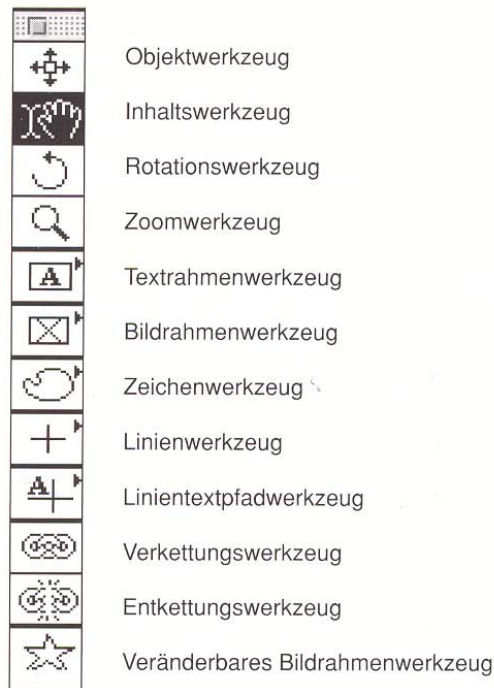 Objektwerkzeug
Inhaltswerkzeug
Rotationswerkzeug
Zoomwerkzeug
A Textrahmenwerkzeug
Bildrahmenwerkzeug
Zeichenwerkzeug
Linienwerkzeug
A Linientextpfadwerkzeug
Verkettungswerkzeug
Entkettungswerkzeug
Veränderbares Bildrahmenwerkzeug